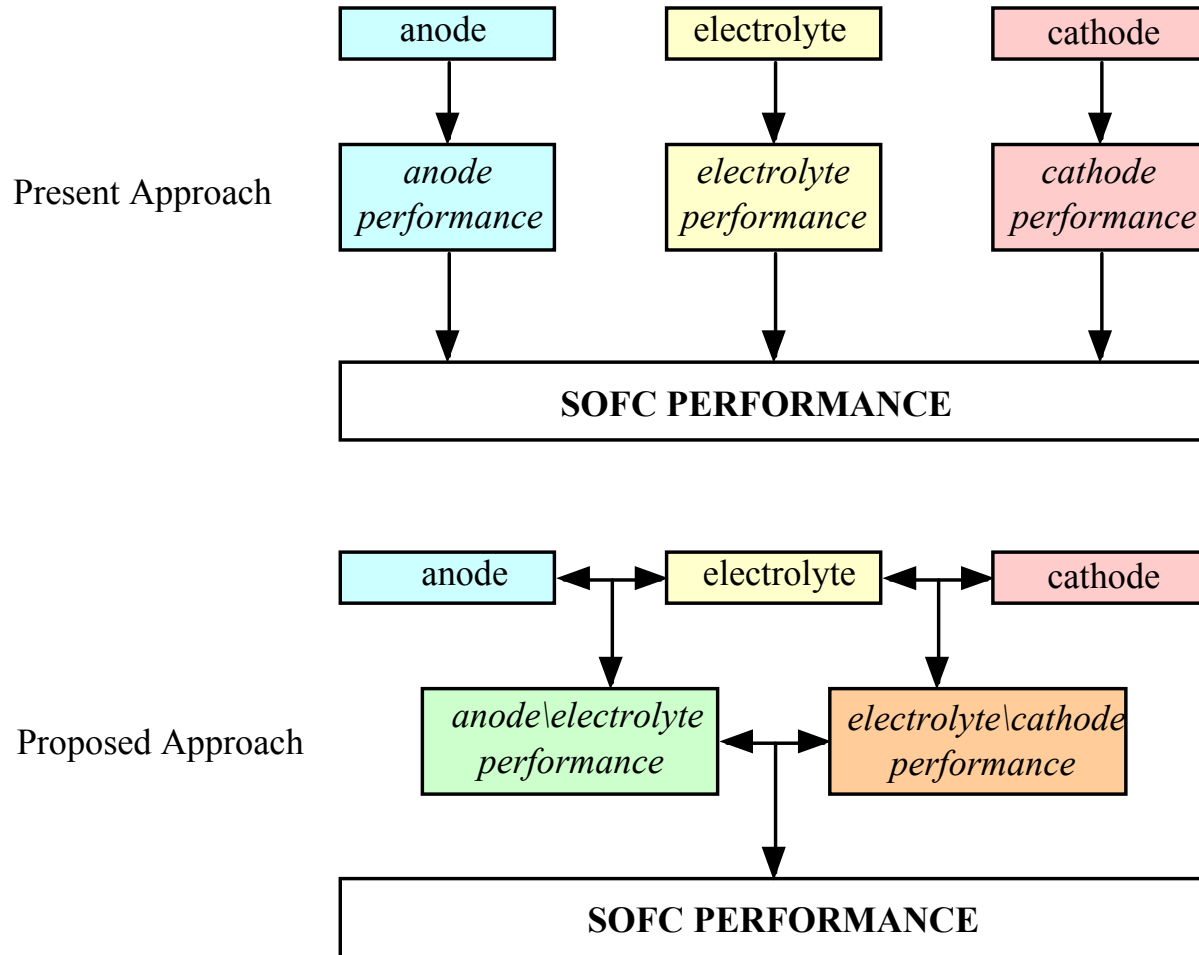 anode
electrolyte
cathode
Present Approach
anode
performance
electrolyte
performance
cathode
performance
SOFC PERFORMANCE
anode
electrolyte
cathode
Proposed Approach
anode\electrolyte
performance
electrolyte\cathode
performance
SOFC PERFORMANCE